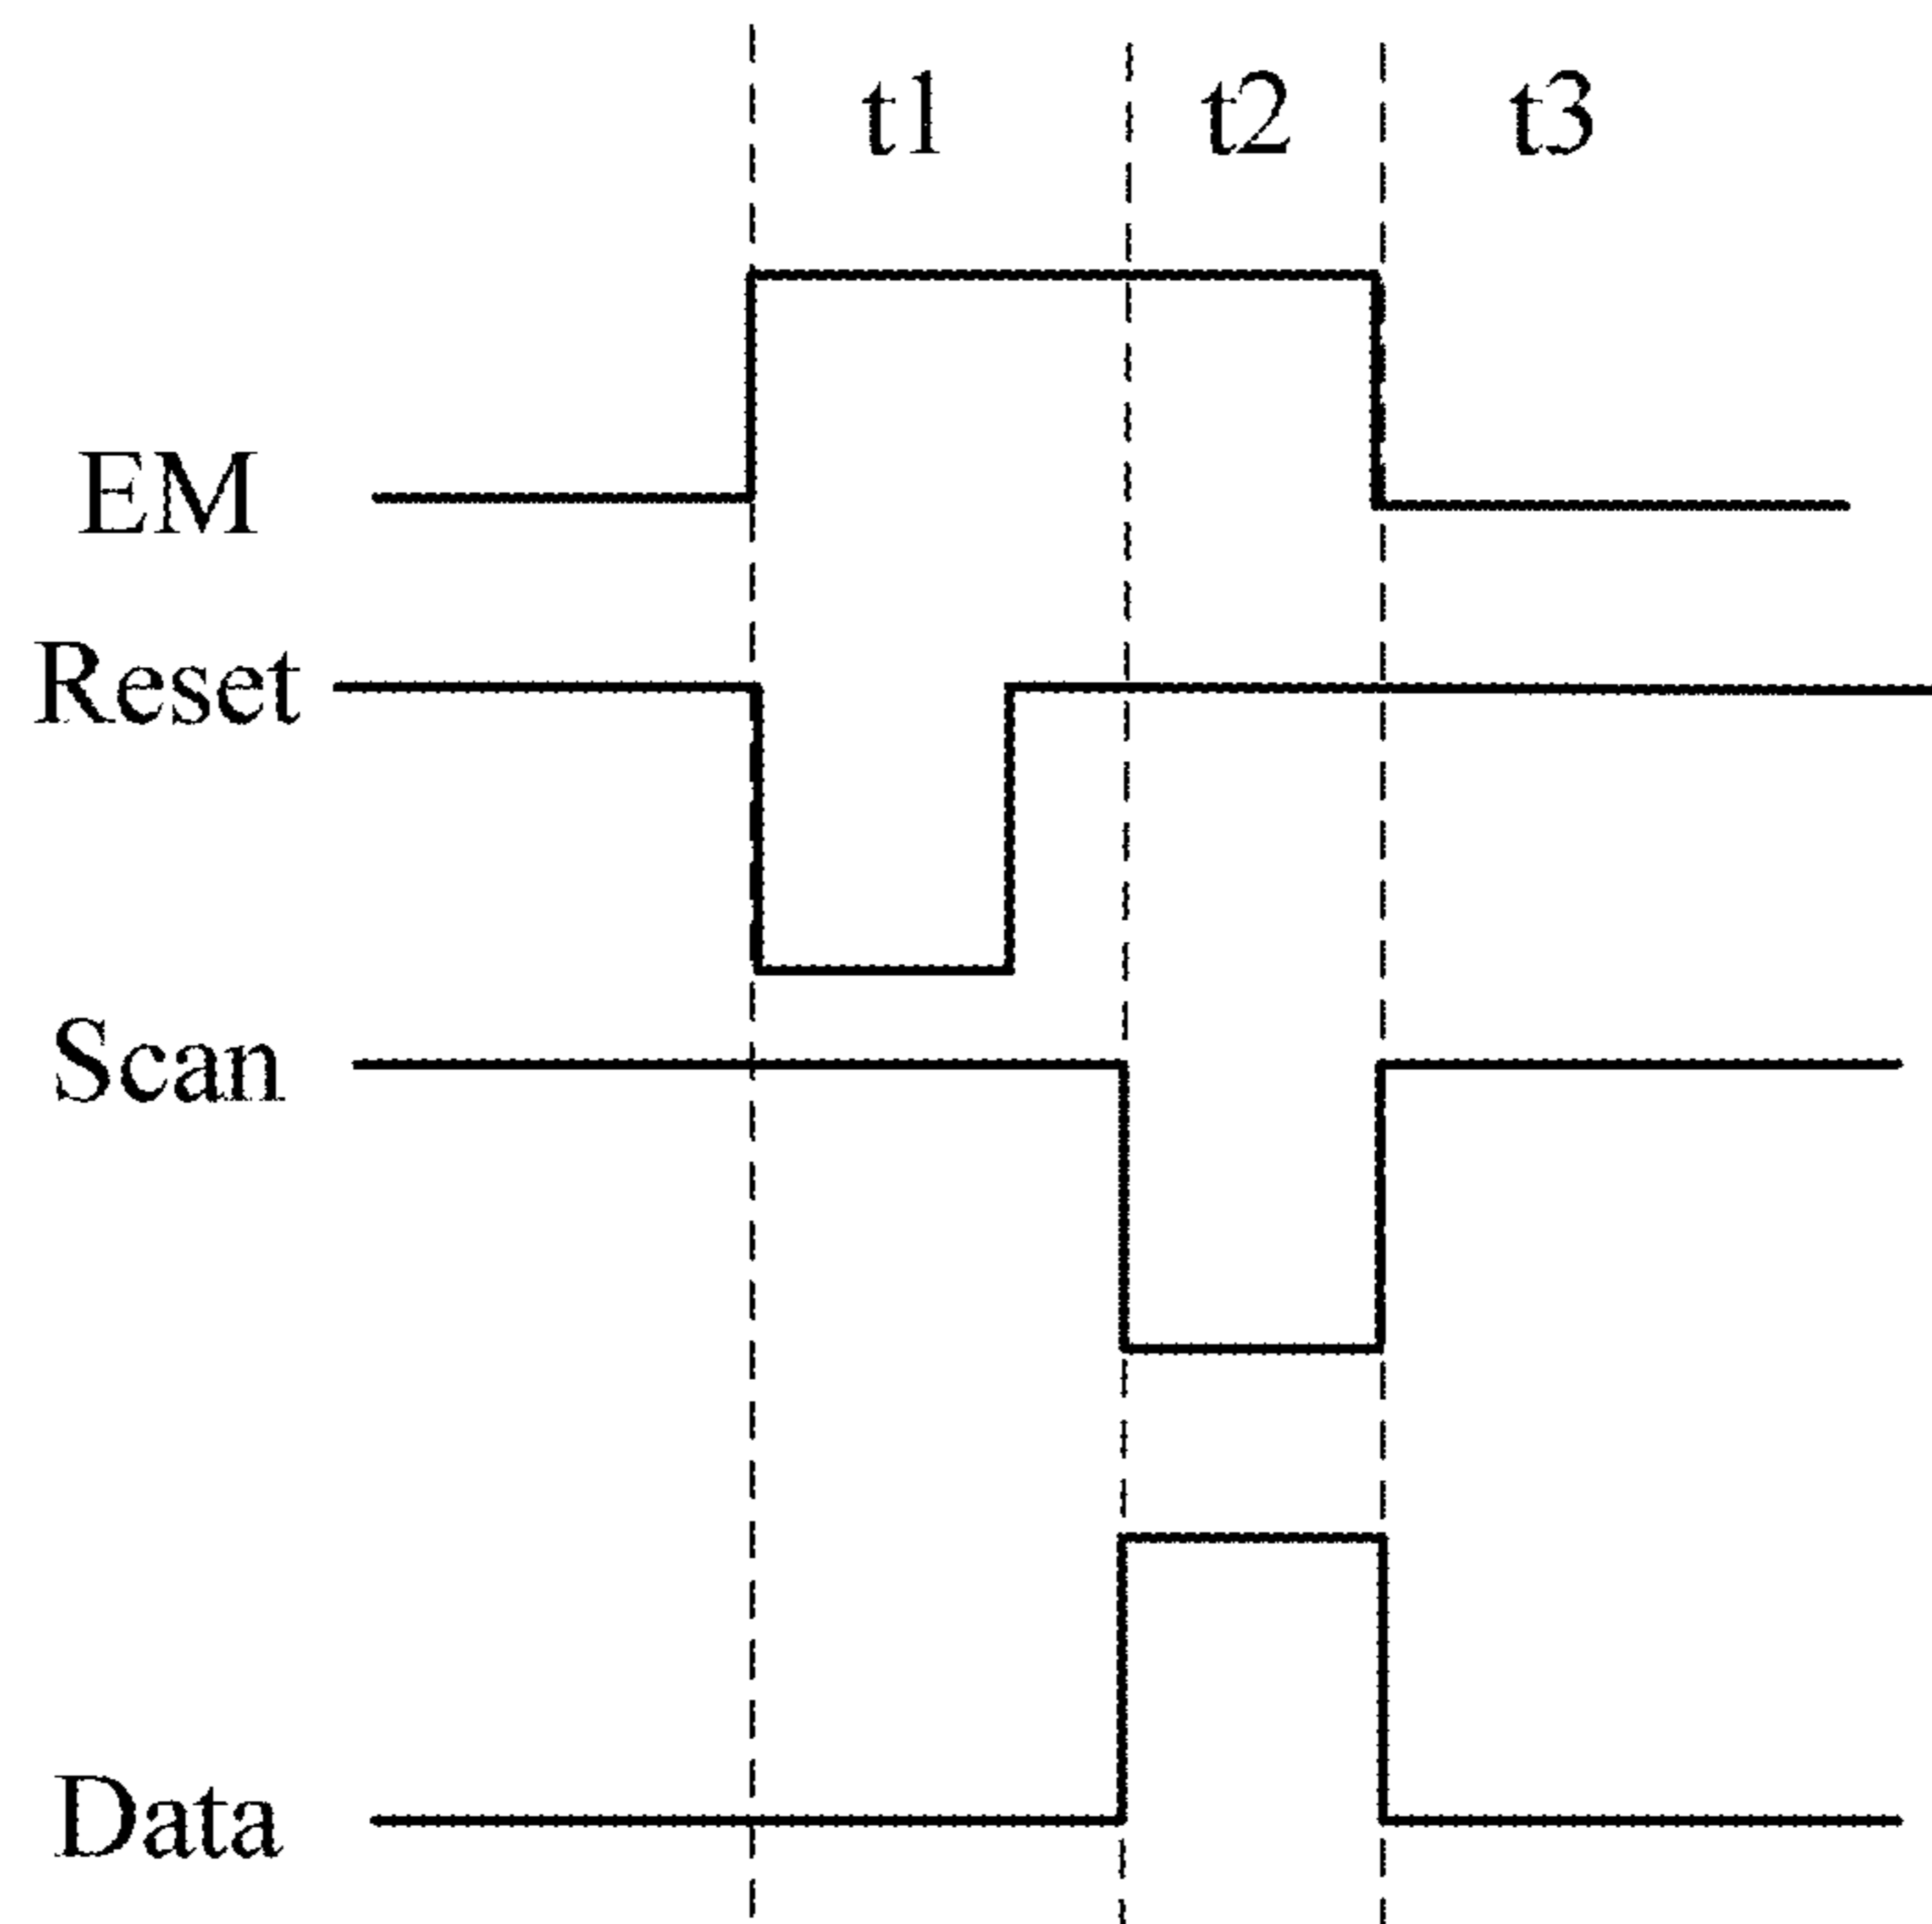 t1 t2 t3
EM
Reset
Scan
Data